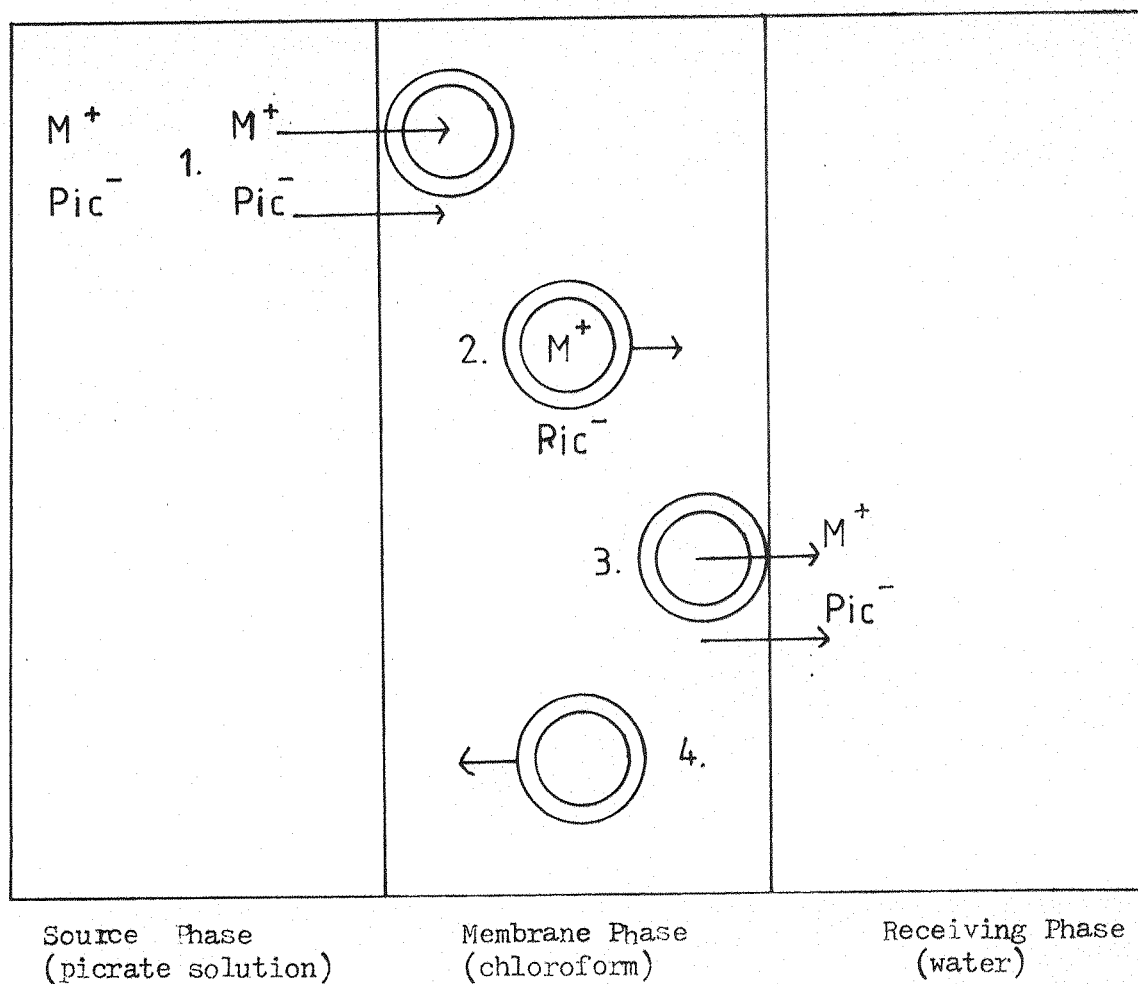 M+ 1. M+
Pic- Pic-
2. M+
Ric-
3. M+
Pic-
4.
Source Phase
(picrate solution)
Membrane Phase
(chloroform)
Receiving Phase
(water)